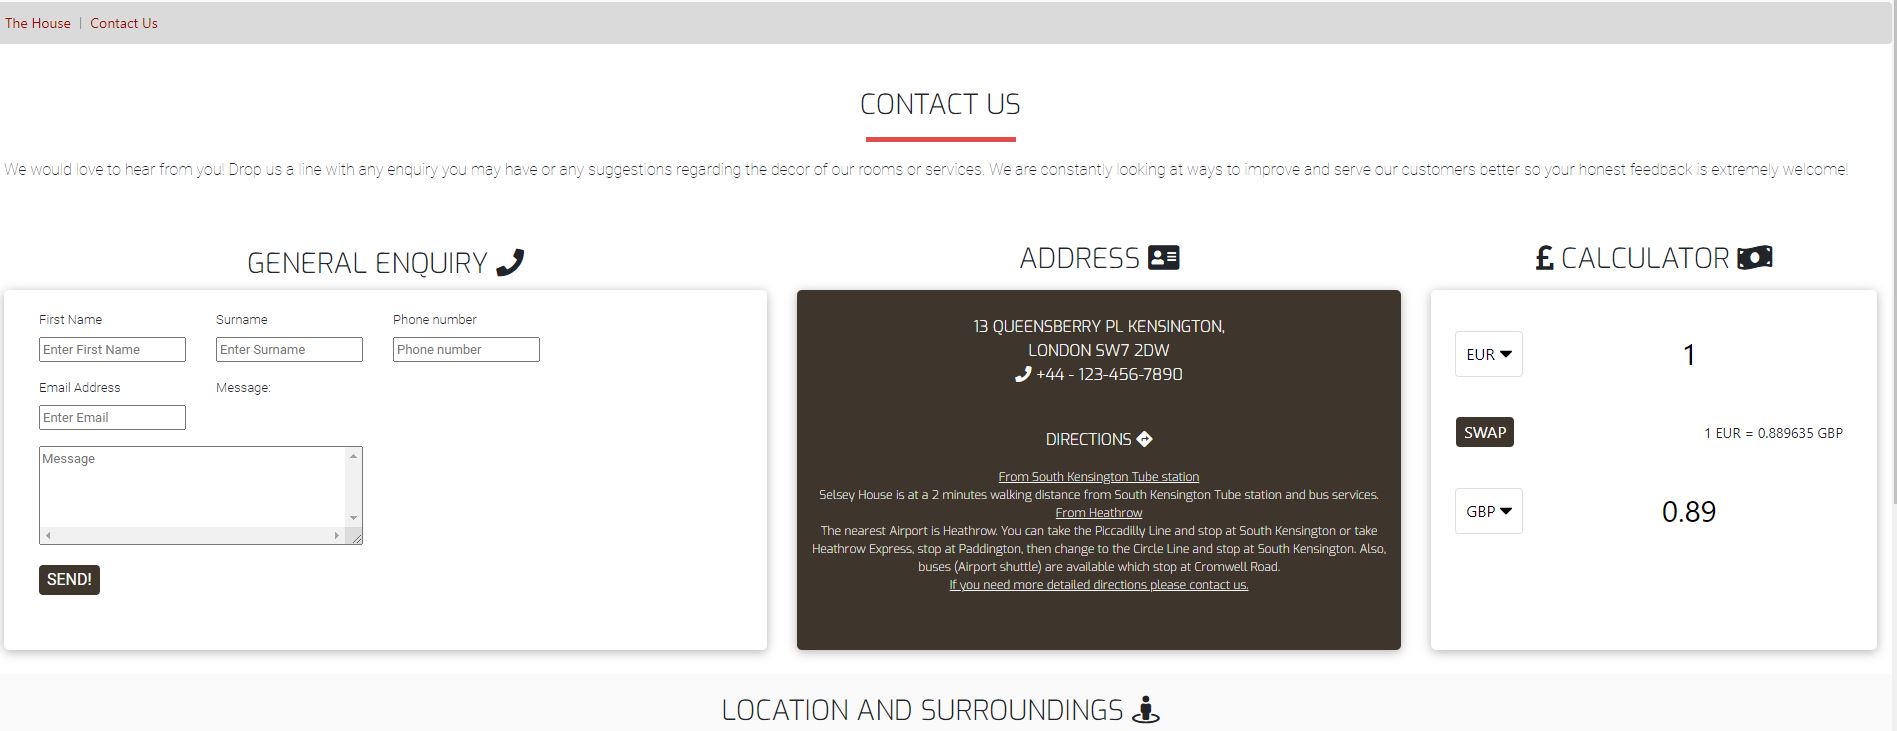 The House | Contact Us
CONTACT US
We would love to hear from you! Drop us a line with any enquiry you may have or any suggestions regarding the decor of our rooms or services. We are constantly looking at ways to improve and serve our customers better so your honest feedback is extremely welcome!
GENERAL ENQUIRY
First Name
Surname
Phone number
Enter First Name
Enter Surname
Phone number
Email Address
Message:
Enter Email
Message
SEND!
ADDRESS
13 QUEENSBERRY PL KENSINGTON,
LONDON SW7 2DW
+44 - 123-456-7890
DIRECTIONS
From South Kensington Tube station
Selsey House is at a 2 minutes walking distance from South Kensington Tube station and bus services.
From Heathrow
The nearest Airport is Heathrow. You can take the Piccadilly Line and stop at South Kensington or take
Heathrow Express, stop at Paddington, then change to the Circle Line and stop at South Kensington. Also,
buses (Airport shuttle) are available which stop at Cromwell Road.
If you need more detailed directions please contact us.
£ CALCULATOR
EUR
1
SWAP
1 EUR = 0.889635 GBP
GBP
0.89
LOCATION AND SURROUNDINGS